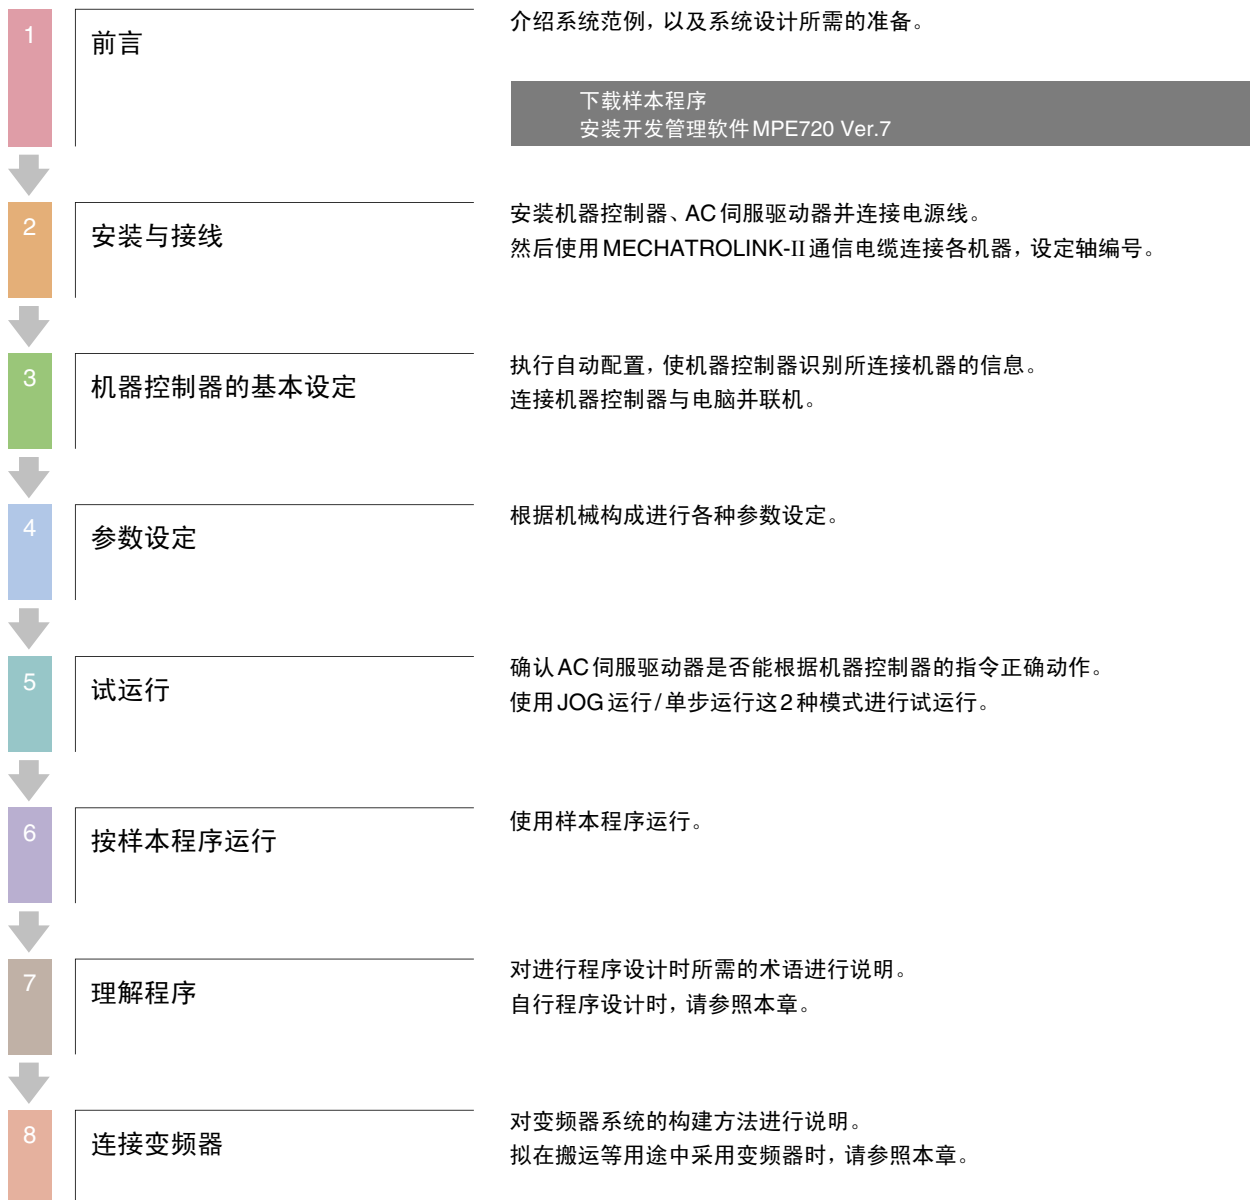 1
前言
介绍系统范例，以及系统设计所需的准备。
下载样本程序
安装开发管理软件MPE720 Ver.7
2
安装与接线
安装机器控制器、AC伺服驱动器并连接电源线。
然后使用MECHATROLINK-II通信电缆连接各机器，设定轴编号。
3
机器控制器的基本设定
执行自动配置，使机器控制器识别所连接机器的信息。
连接机器控制器与电脑并联机。
4
参数设定
根据机械构成进行各种参数设定。
5
试运行
确认AC伺服驱动器是否能根据机器控制器的指令正确动作。
使用JOG运行/单步运行这2种模式进行试运行。
6
按样本程序运行
使用样本程序运行。
7
理解程序
对进行程序设计时所需的术语进行说明。
自行程序设计时，请参照本章。
8
连接变频器
对变频器系统的构建方法进行说明。
拟在搬运等用途中采用变频器时，请参照本章。